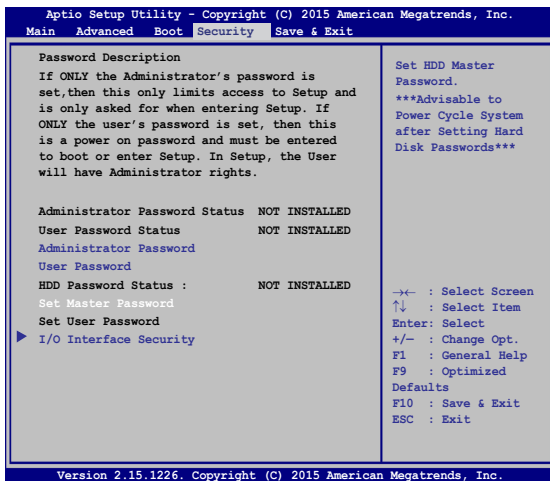 Aptio Setup Utility - Copyright (C) 2015 American Megatrends, Inc.
Main Advanced Boot Security Save & Exit
Password Description
If ONLY the Administrator's password is
set,then this only limits access to Setup and
is only asked for when entering Setup. If
ONLY the user's password is set, then this
is a power on password and must be entered
to boot or enter Setup. In Setup, the User
will have Administrator rights.
Administrator Password Status NOT INSTALLED
User Password Status NOT INSTALLED
Administrator Password
User Password
HDD Password Status : NOT INSTALLED
Set Master Password
Set User Password
I/O Interface Security
Set HDD Master
Password.
***Advisable to
Power Cycle System
after Setting Hard
Disk Passwords***
→← : Select Screen
↑↓ : Select Item
Enter: Select
+/— : Change Opt.
F1 : General Help
F9 : Optimized
Defaults
F10 : Save & Exit
ESC : Exit
Version 2.15.1226. Copyright (C) 2015 American Megatrends, Inc.